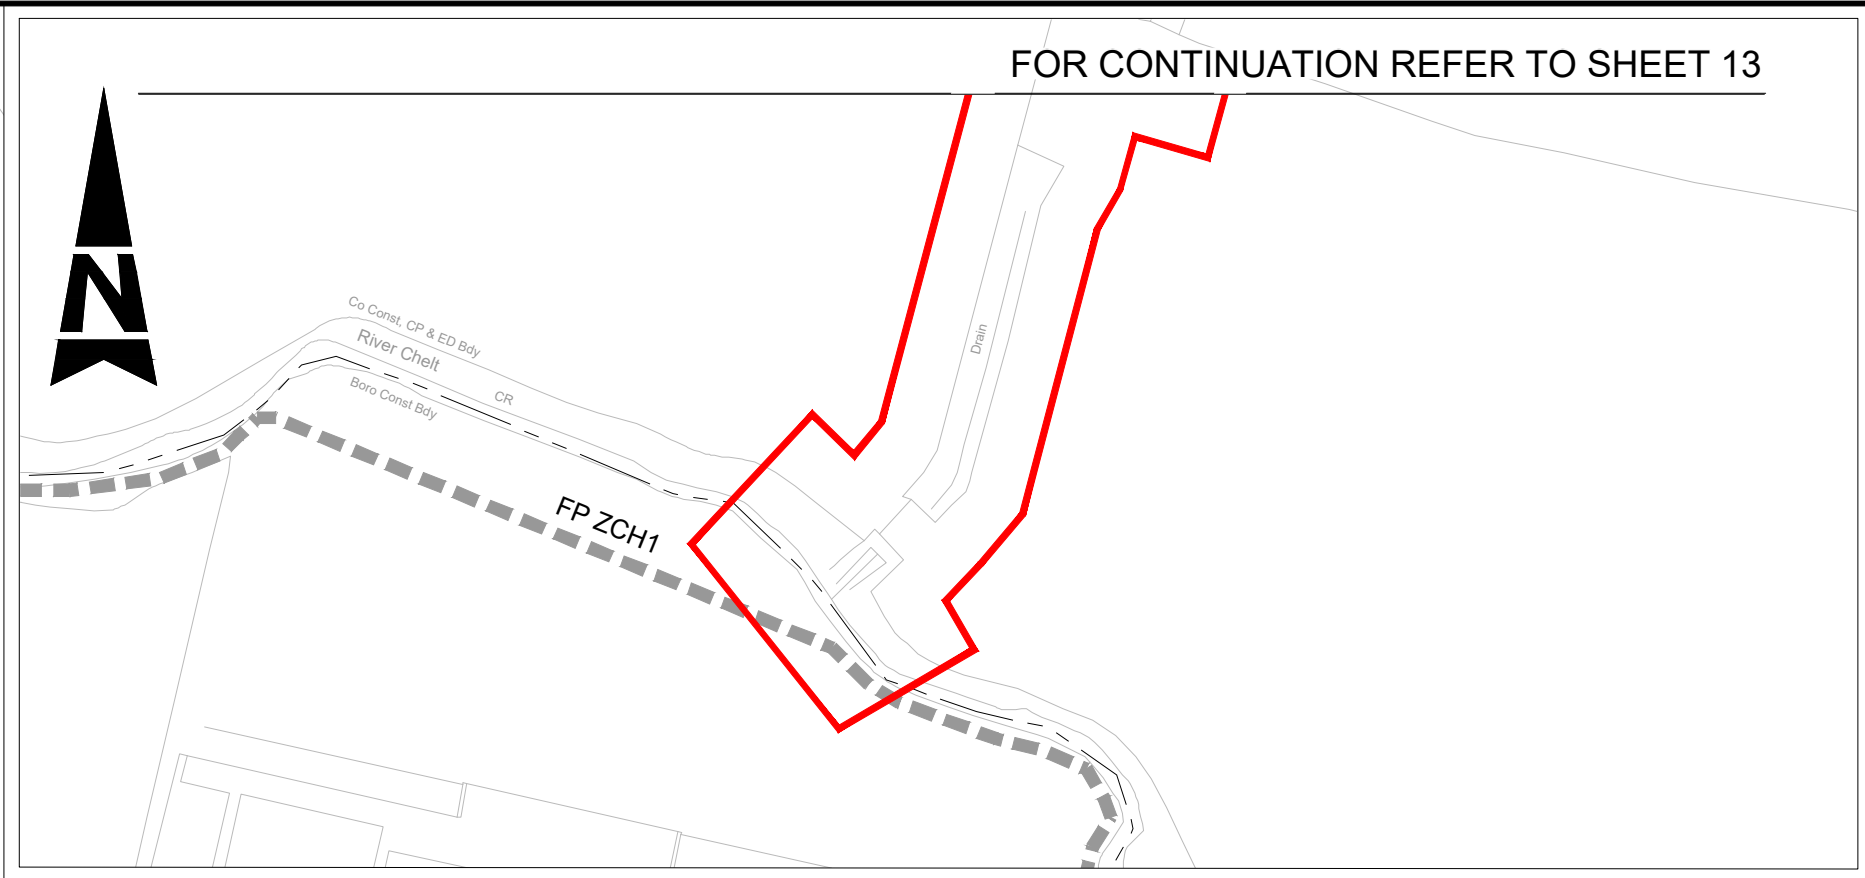 FOR CONTINUATION REFER TO SHEET 13
N
Co Const, CP & ED Bdy
River Chelt
Boro Const Bdy
CR
Drain
FP ZCH1